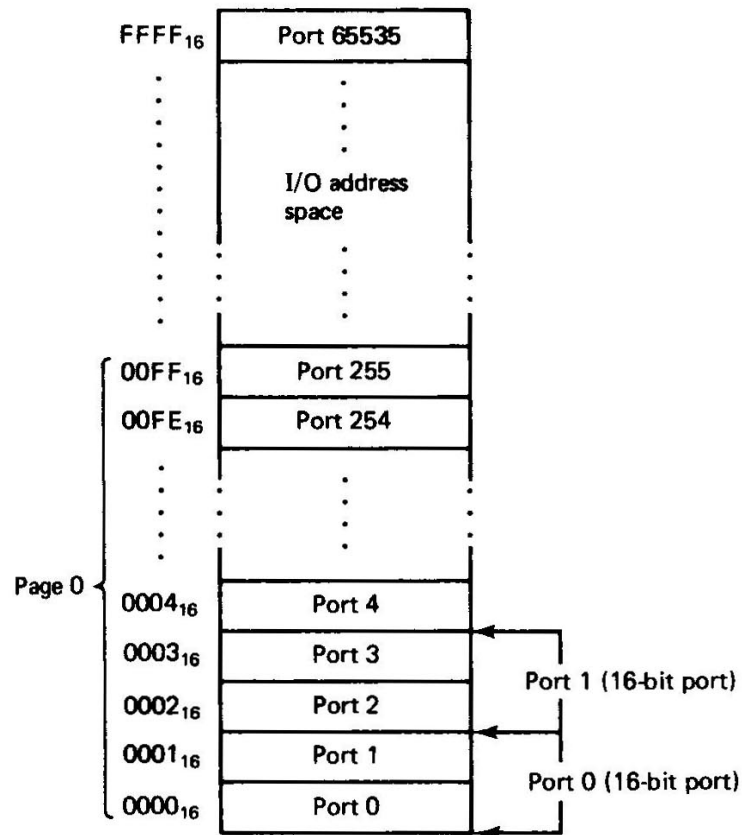 FFFF₁₆ Port 65535
I/O address
space
00FF₁₆ Port 255
00FE₁₆ Port 254
Page 0
0004₁₆ Port 4
0003₁₆ Port 3
Port 1 (16-bit port)
0002₁₆ Port 2
0001₁₆ Port 1
Port 0 (16-bit port)
0000₁₆ Port 0